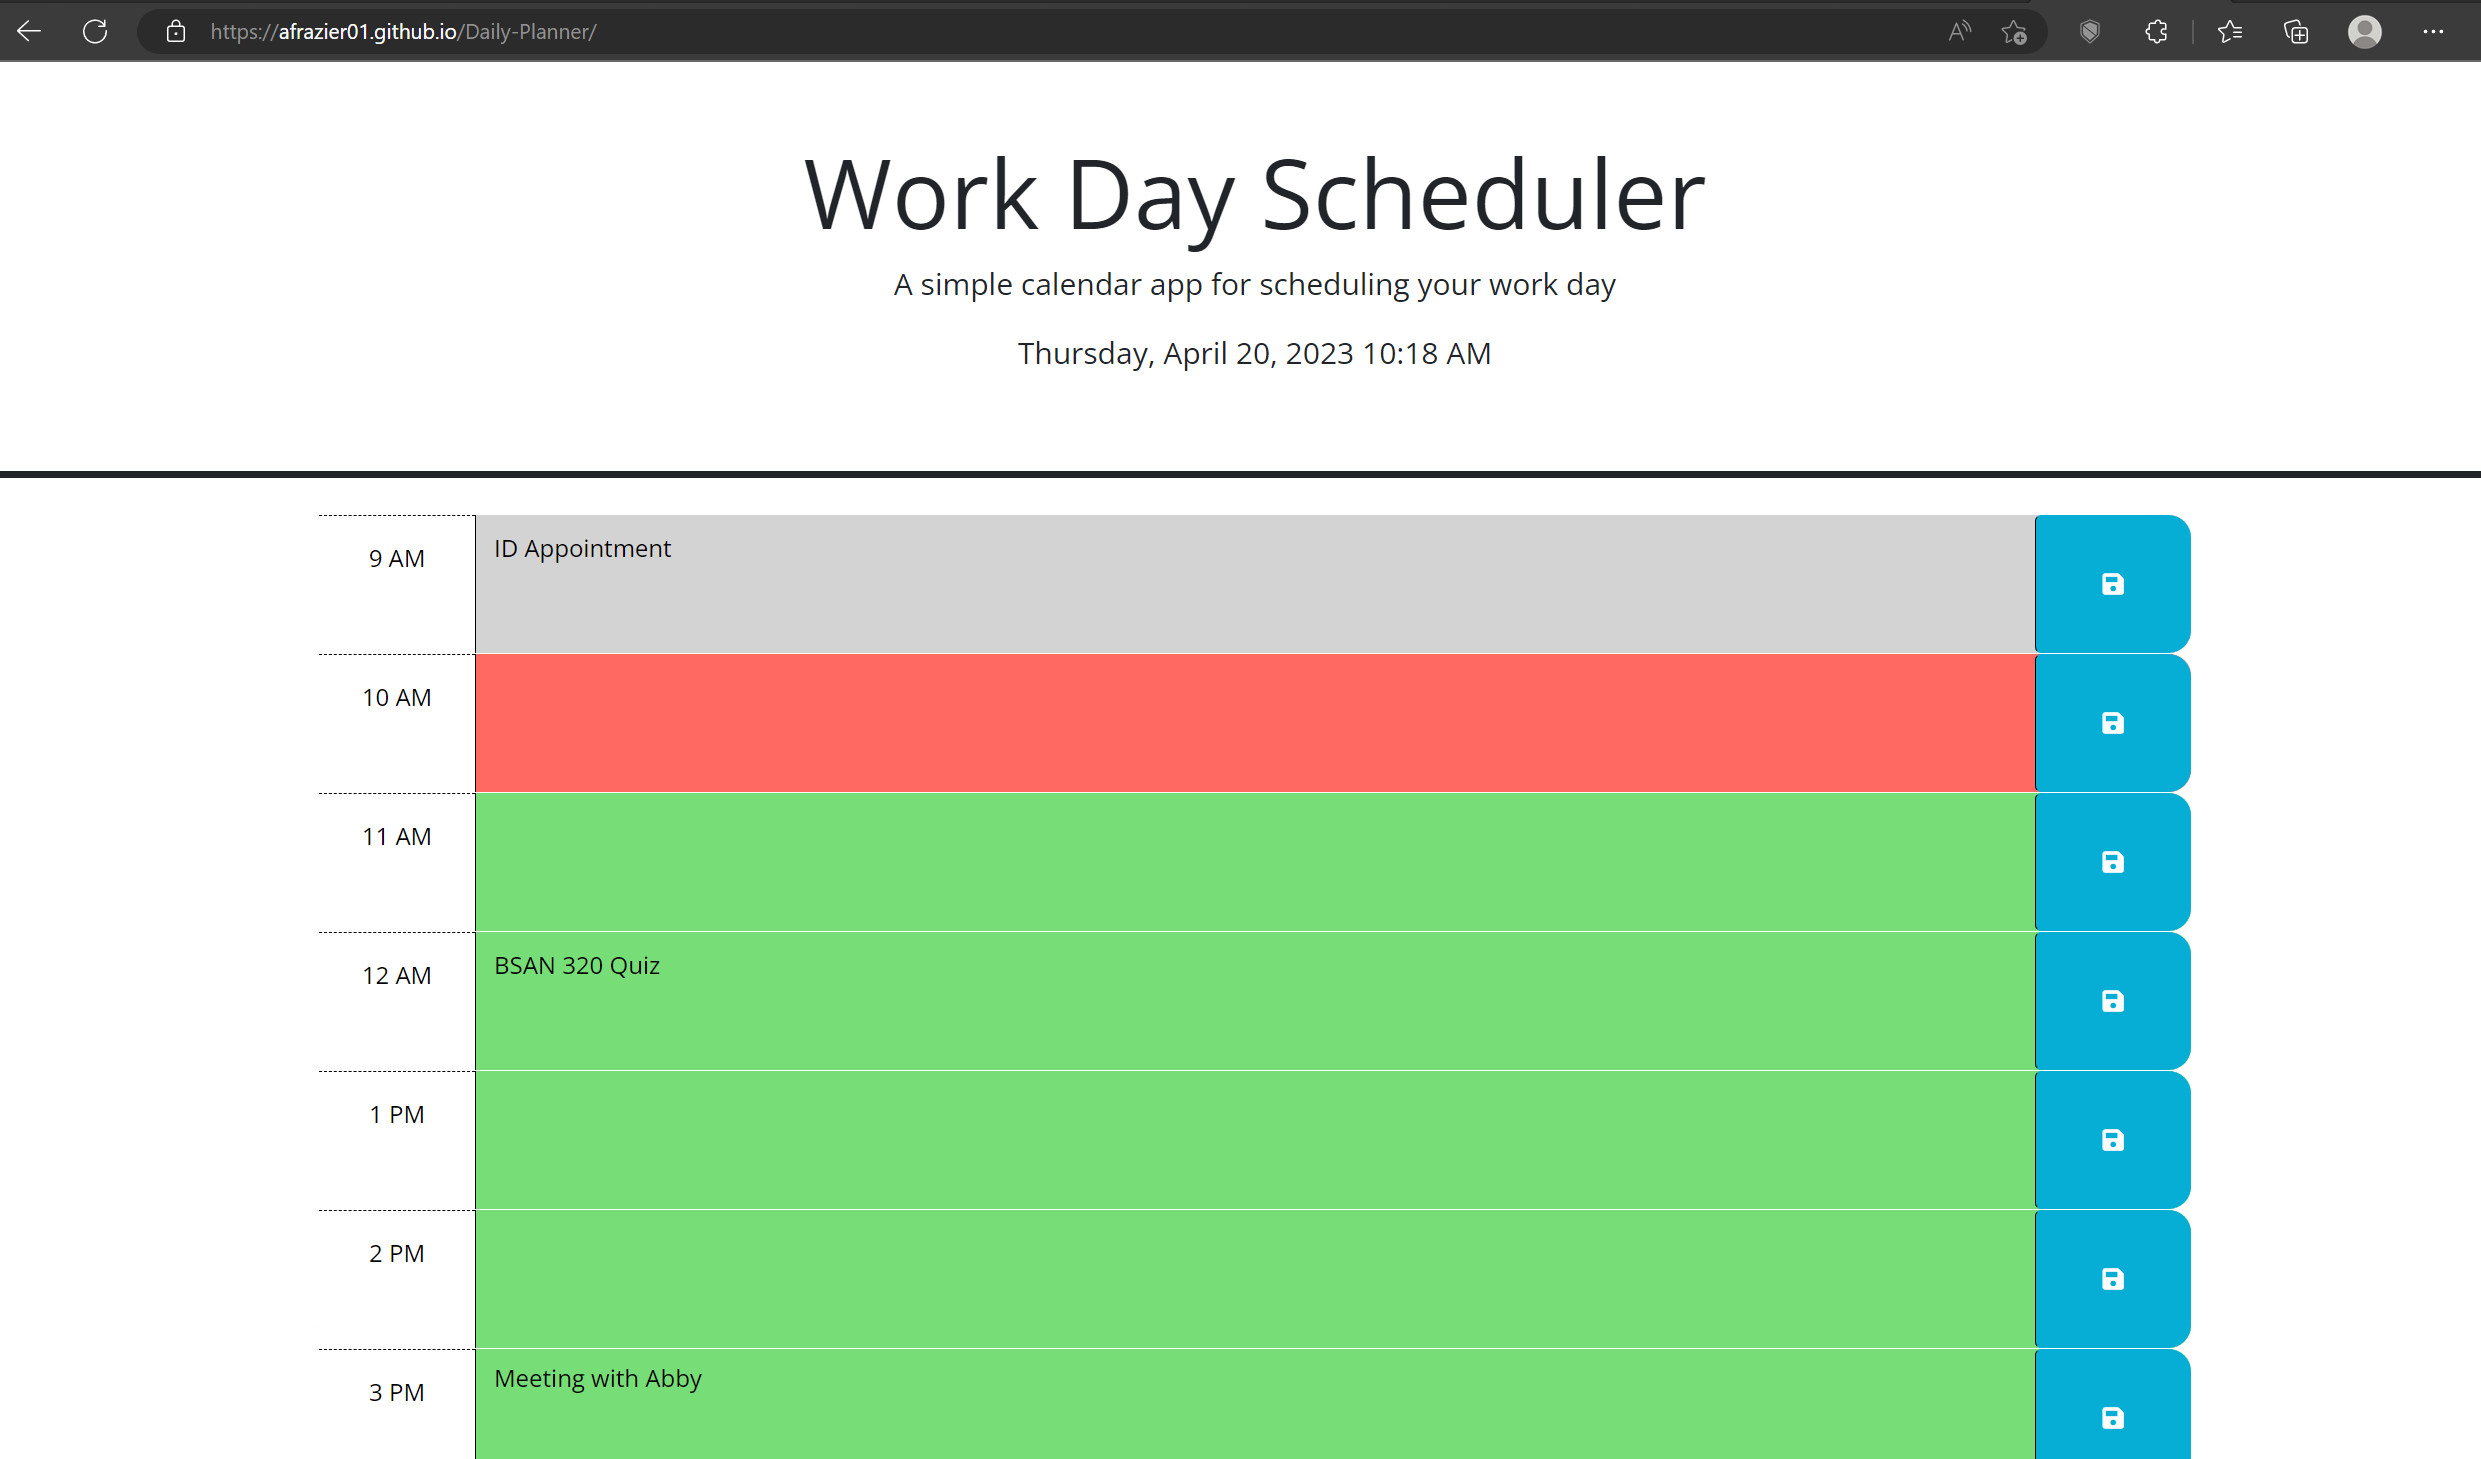 https://afrazier01.github.io/Daily-Planner/
Work Day Scheduler
A simple calendar app for scheduling your work day
Thursday, April 20, 2023 10:18 AM
9 AM
ID Appointment
10 AM
11 AM
12 AM
BSAN 320 Quiz
1 PM
2 PM
3 PM
Meeting with Abby